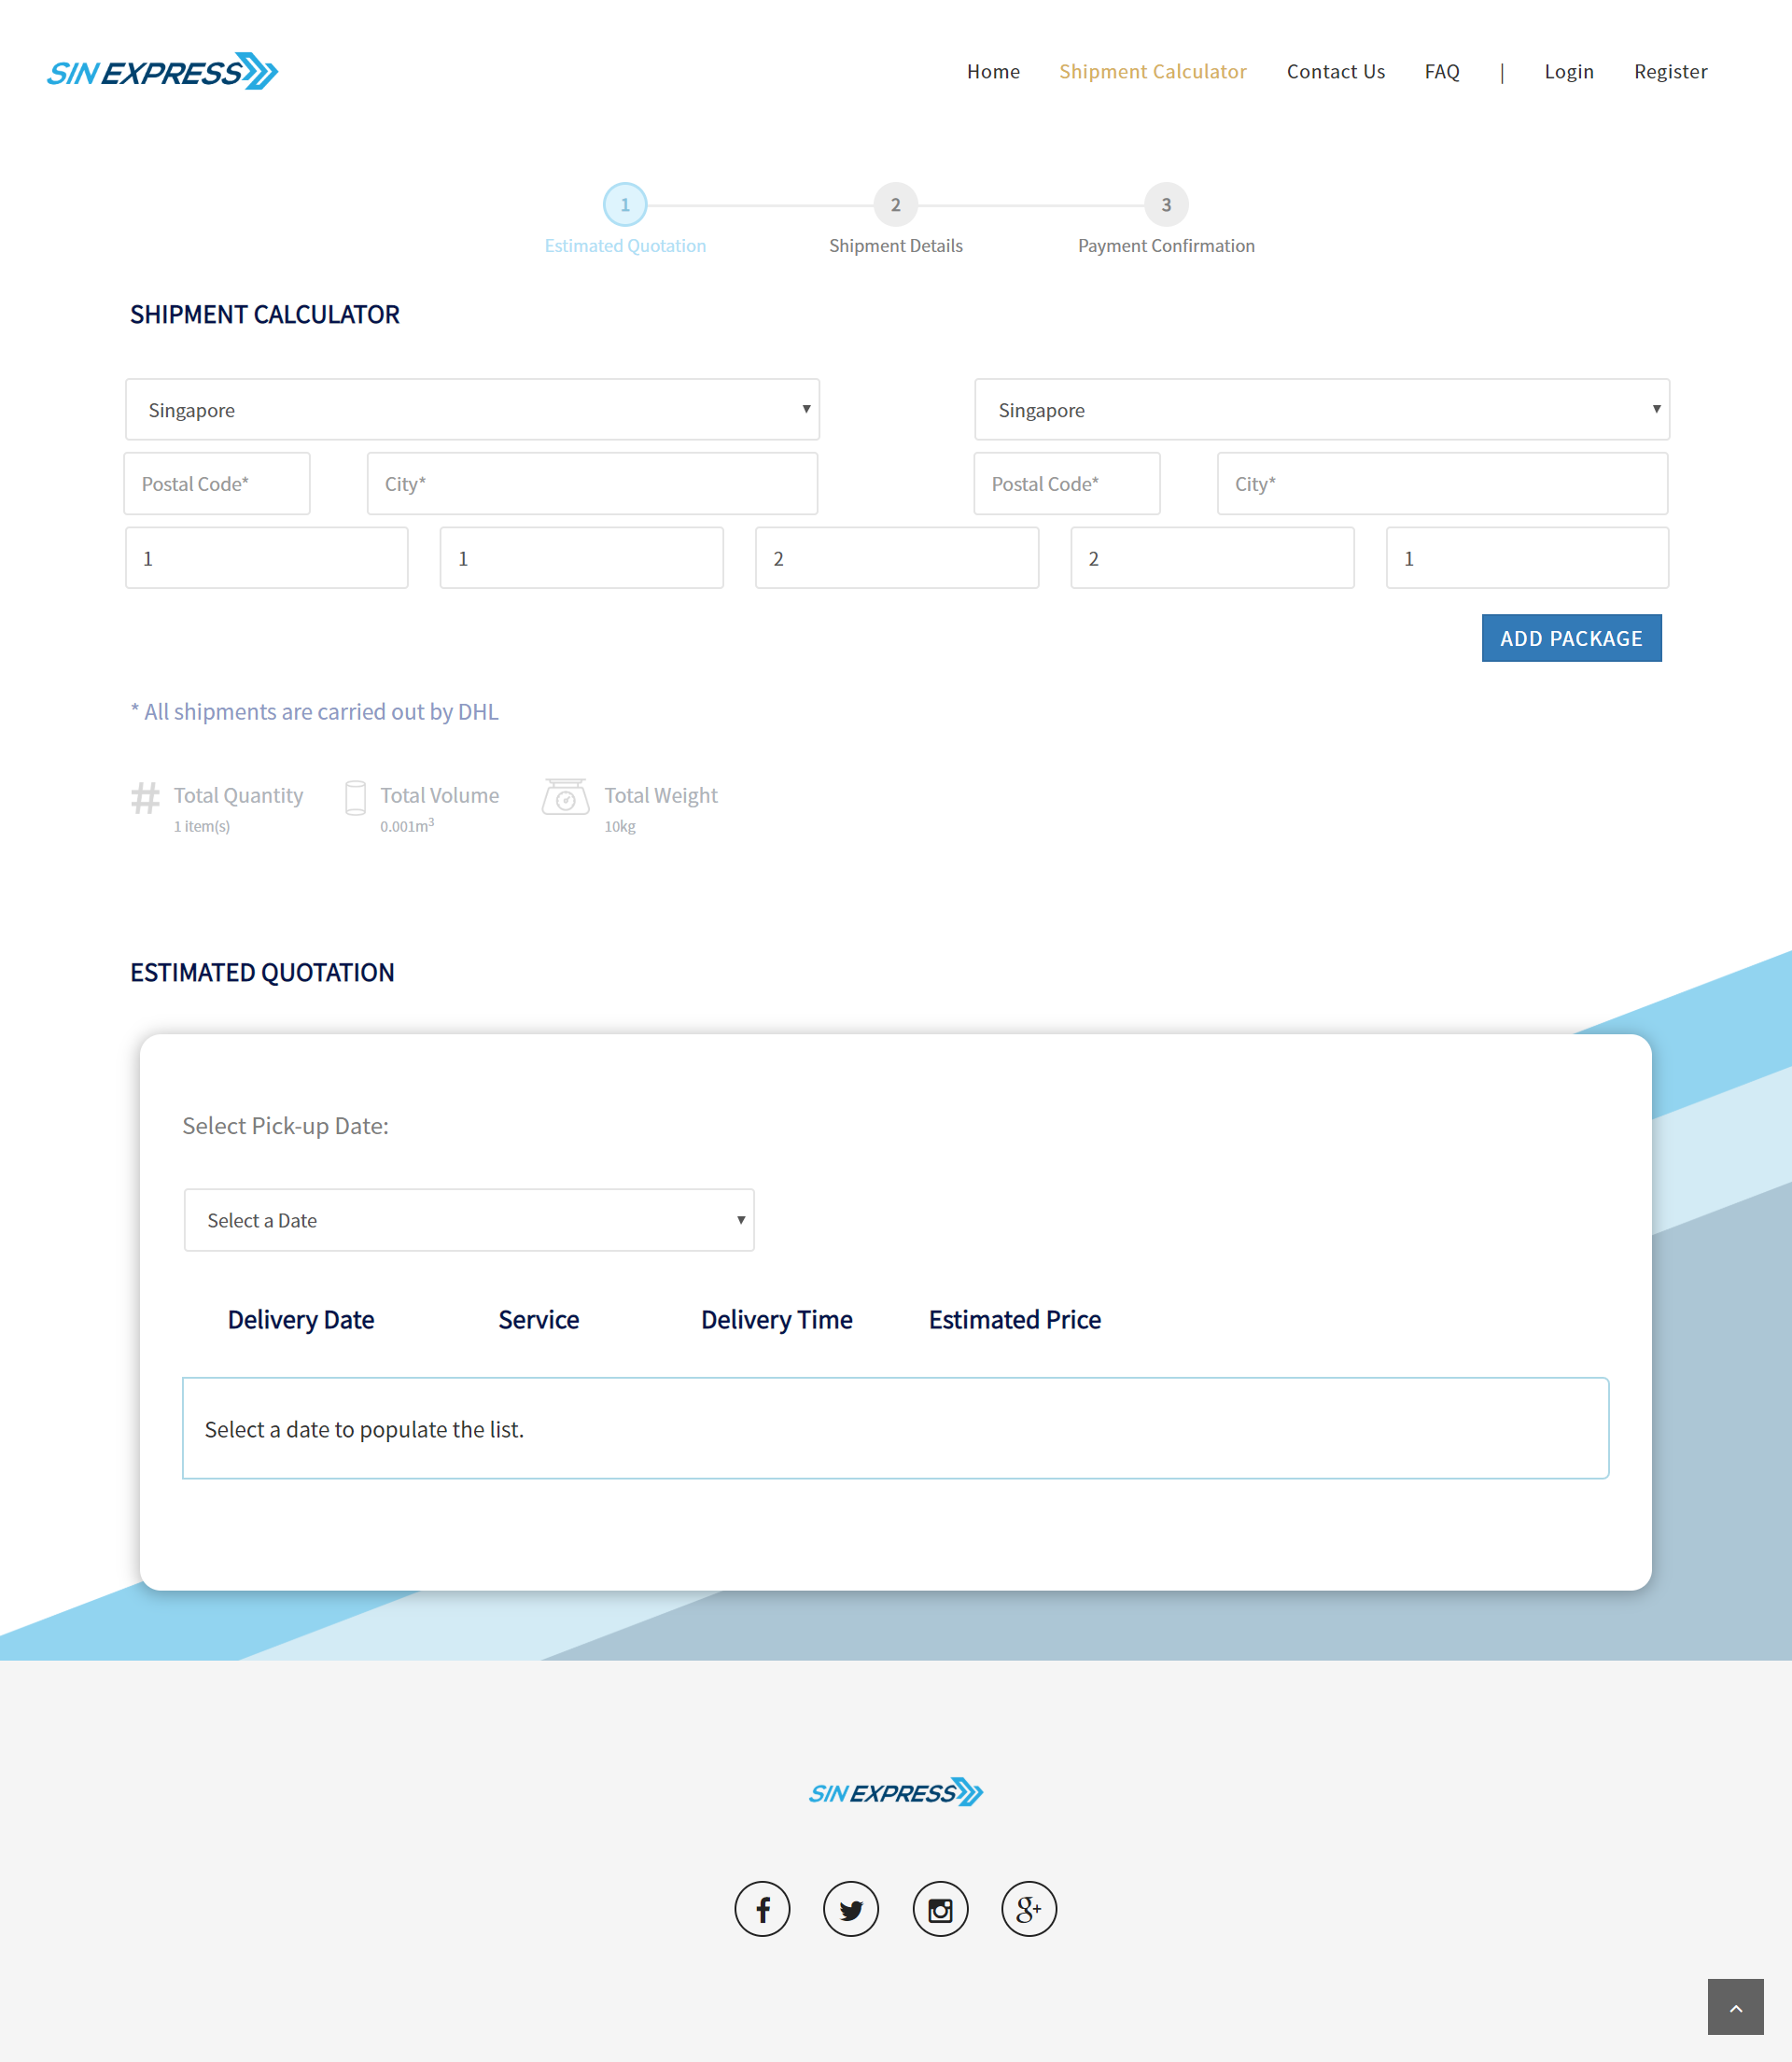 SIN EXPRESS
Home Shipment Calculator Contact Us FAQ | Login Register
1 2 3
Estimated Quotation Shipment Details Payment Confirmation
SHIPMENT CALCULATOR
Singapore ▼ Singapore ▼
Postal Code* City* Postal Code* City*
1 1 2 2 1
ADD PACKAGE
* All shipments are carried out by DHL
# Total Quantity Total Volume Total Weight
1 item(s) 0.001m³ 10kg
ESTIMATED QUOTATION
Select Pick-up Date:
Select a Date ▼
Delivery Date Service Delivery Time Estimated Price
Select a date to populate the list.
SIN EXPRESS
f g+